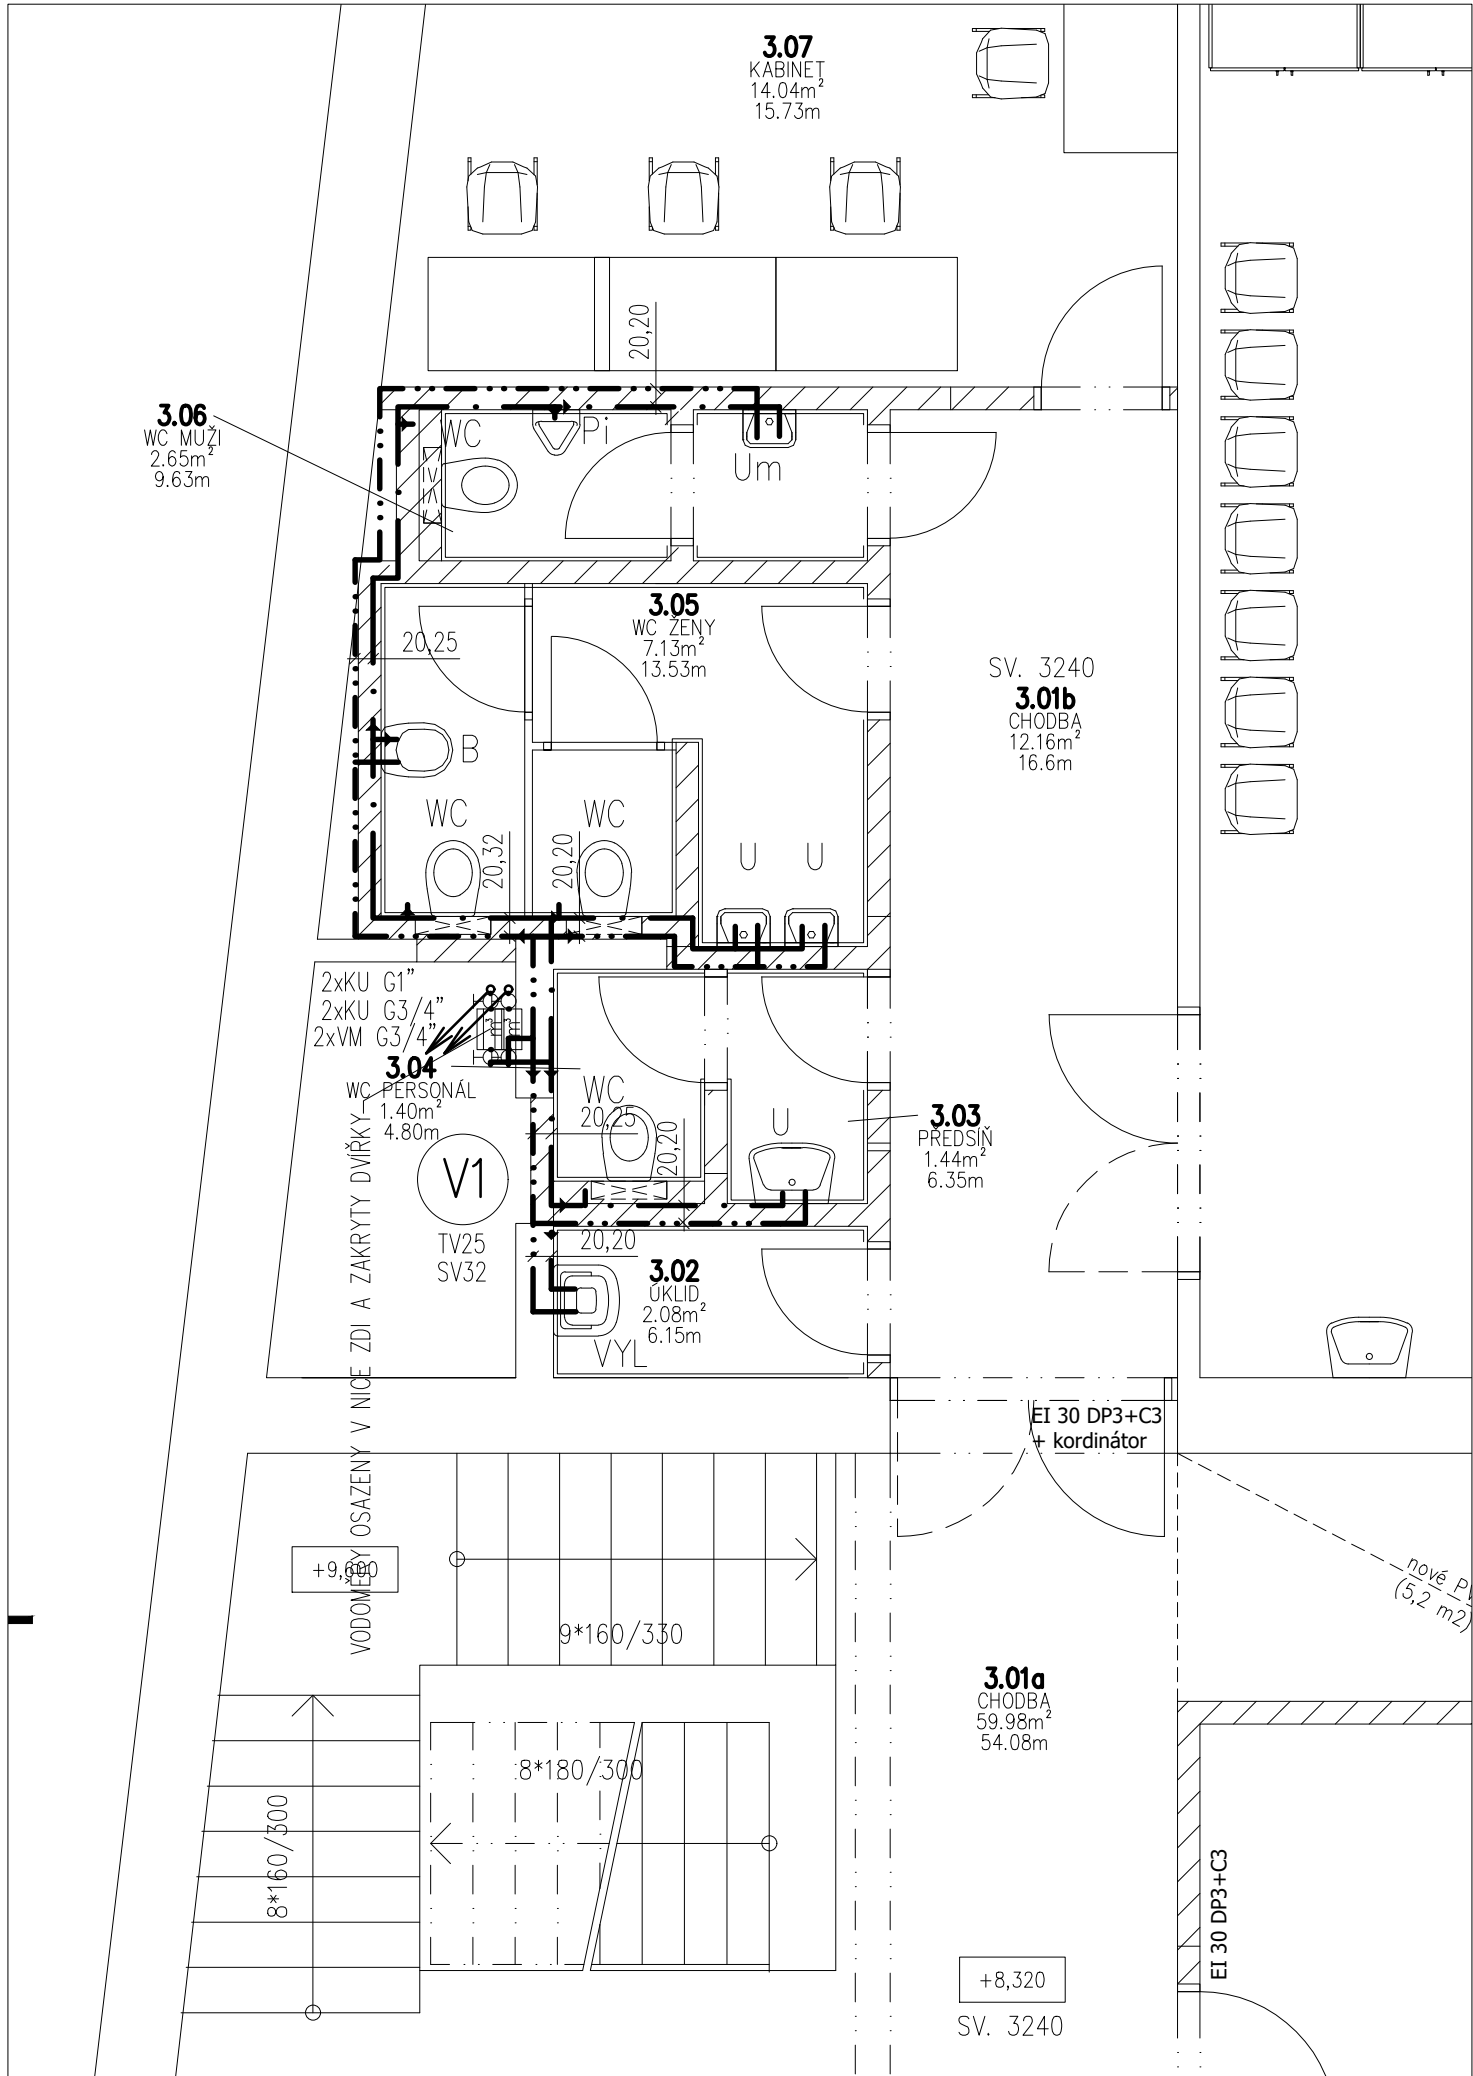 3.07
KABINET
14.04m²
15.73m
20,20
3.06
WC MUŽI
2.65m²
9.63m
WC
Pi
Um
3.05
WC ŽENY
7.13m²
13.53m
20,25
SV. 3240
3.01b
CHODBA
12.16m²
16.6m
B
WC
WC
20,32
20,20
U
U
2xKU G1"
2xKU G3/4"
2xVM G3/4"
3.04
WC PERSONÁL
1.40m²
4.80m
WC
20,25
20,20
U
3.03
PŘEDSÍŇ
1.44m²
6.35m
V1
TV25
SV32
20,20
3.02
ÚKLID
2.08m²
6.15m
VYL
VODOMĚRY OSAZENY V NICE ZDI A ZAKRYTY DVÍŘKY
EI 30 DP3+C3
+ kordinátor
9*160/330
nové
(5,2 m2)
3.01a
CHODBA
59.98m²
54.08m
8*180/300
8*160/300
EI 30 DP3+C3
+8,320
SV. 3240